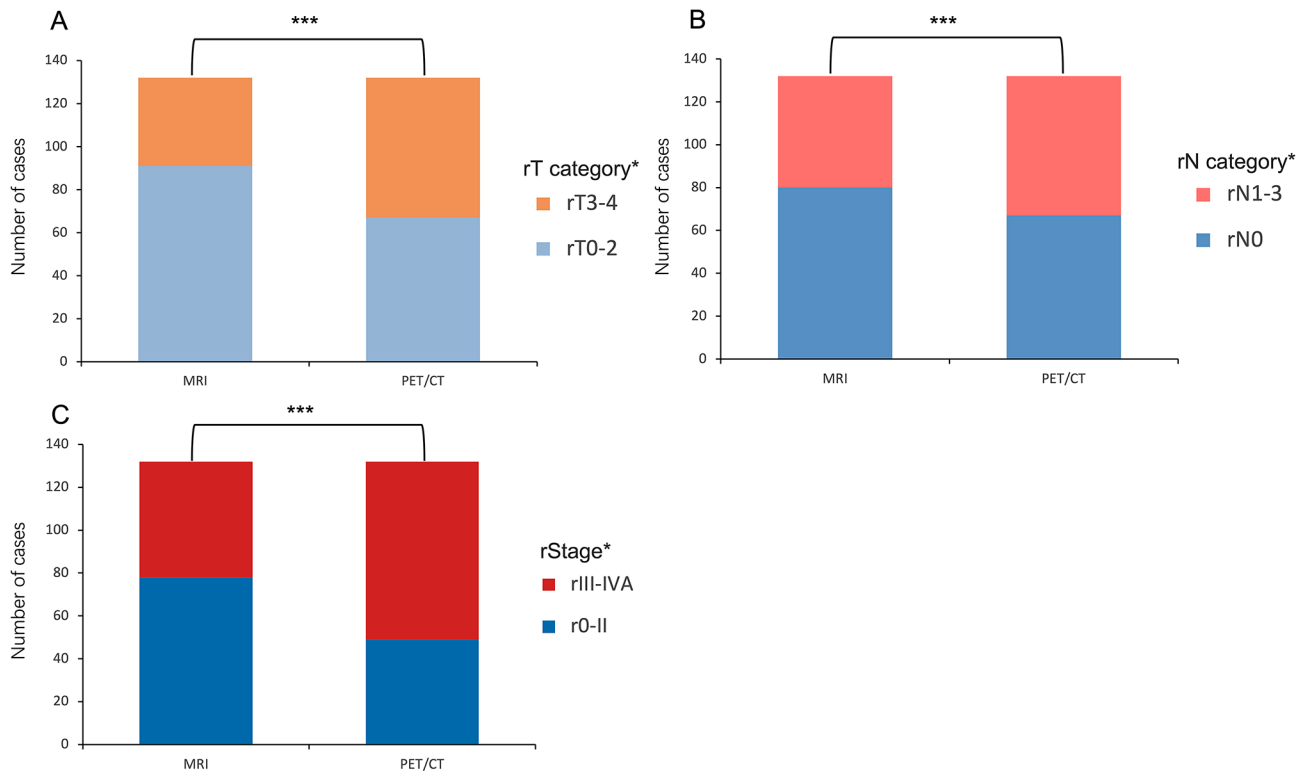 A
***
140
120
100
80
60
40
20
0
Number of cases
MRI
PET/CT
rT category*
rT3-4
rT0-2
B
***
140
120
100
80
60
40
20
0
Number of cases
MRI
PET/CT
rN category*
rN1-3
rN0
C
***
140
120
100
80
60
40
20
0
Number of cases
MRI
PET/CT
rStage*
rIII-IVA
r0-II